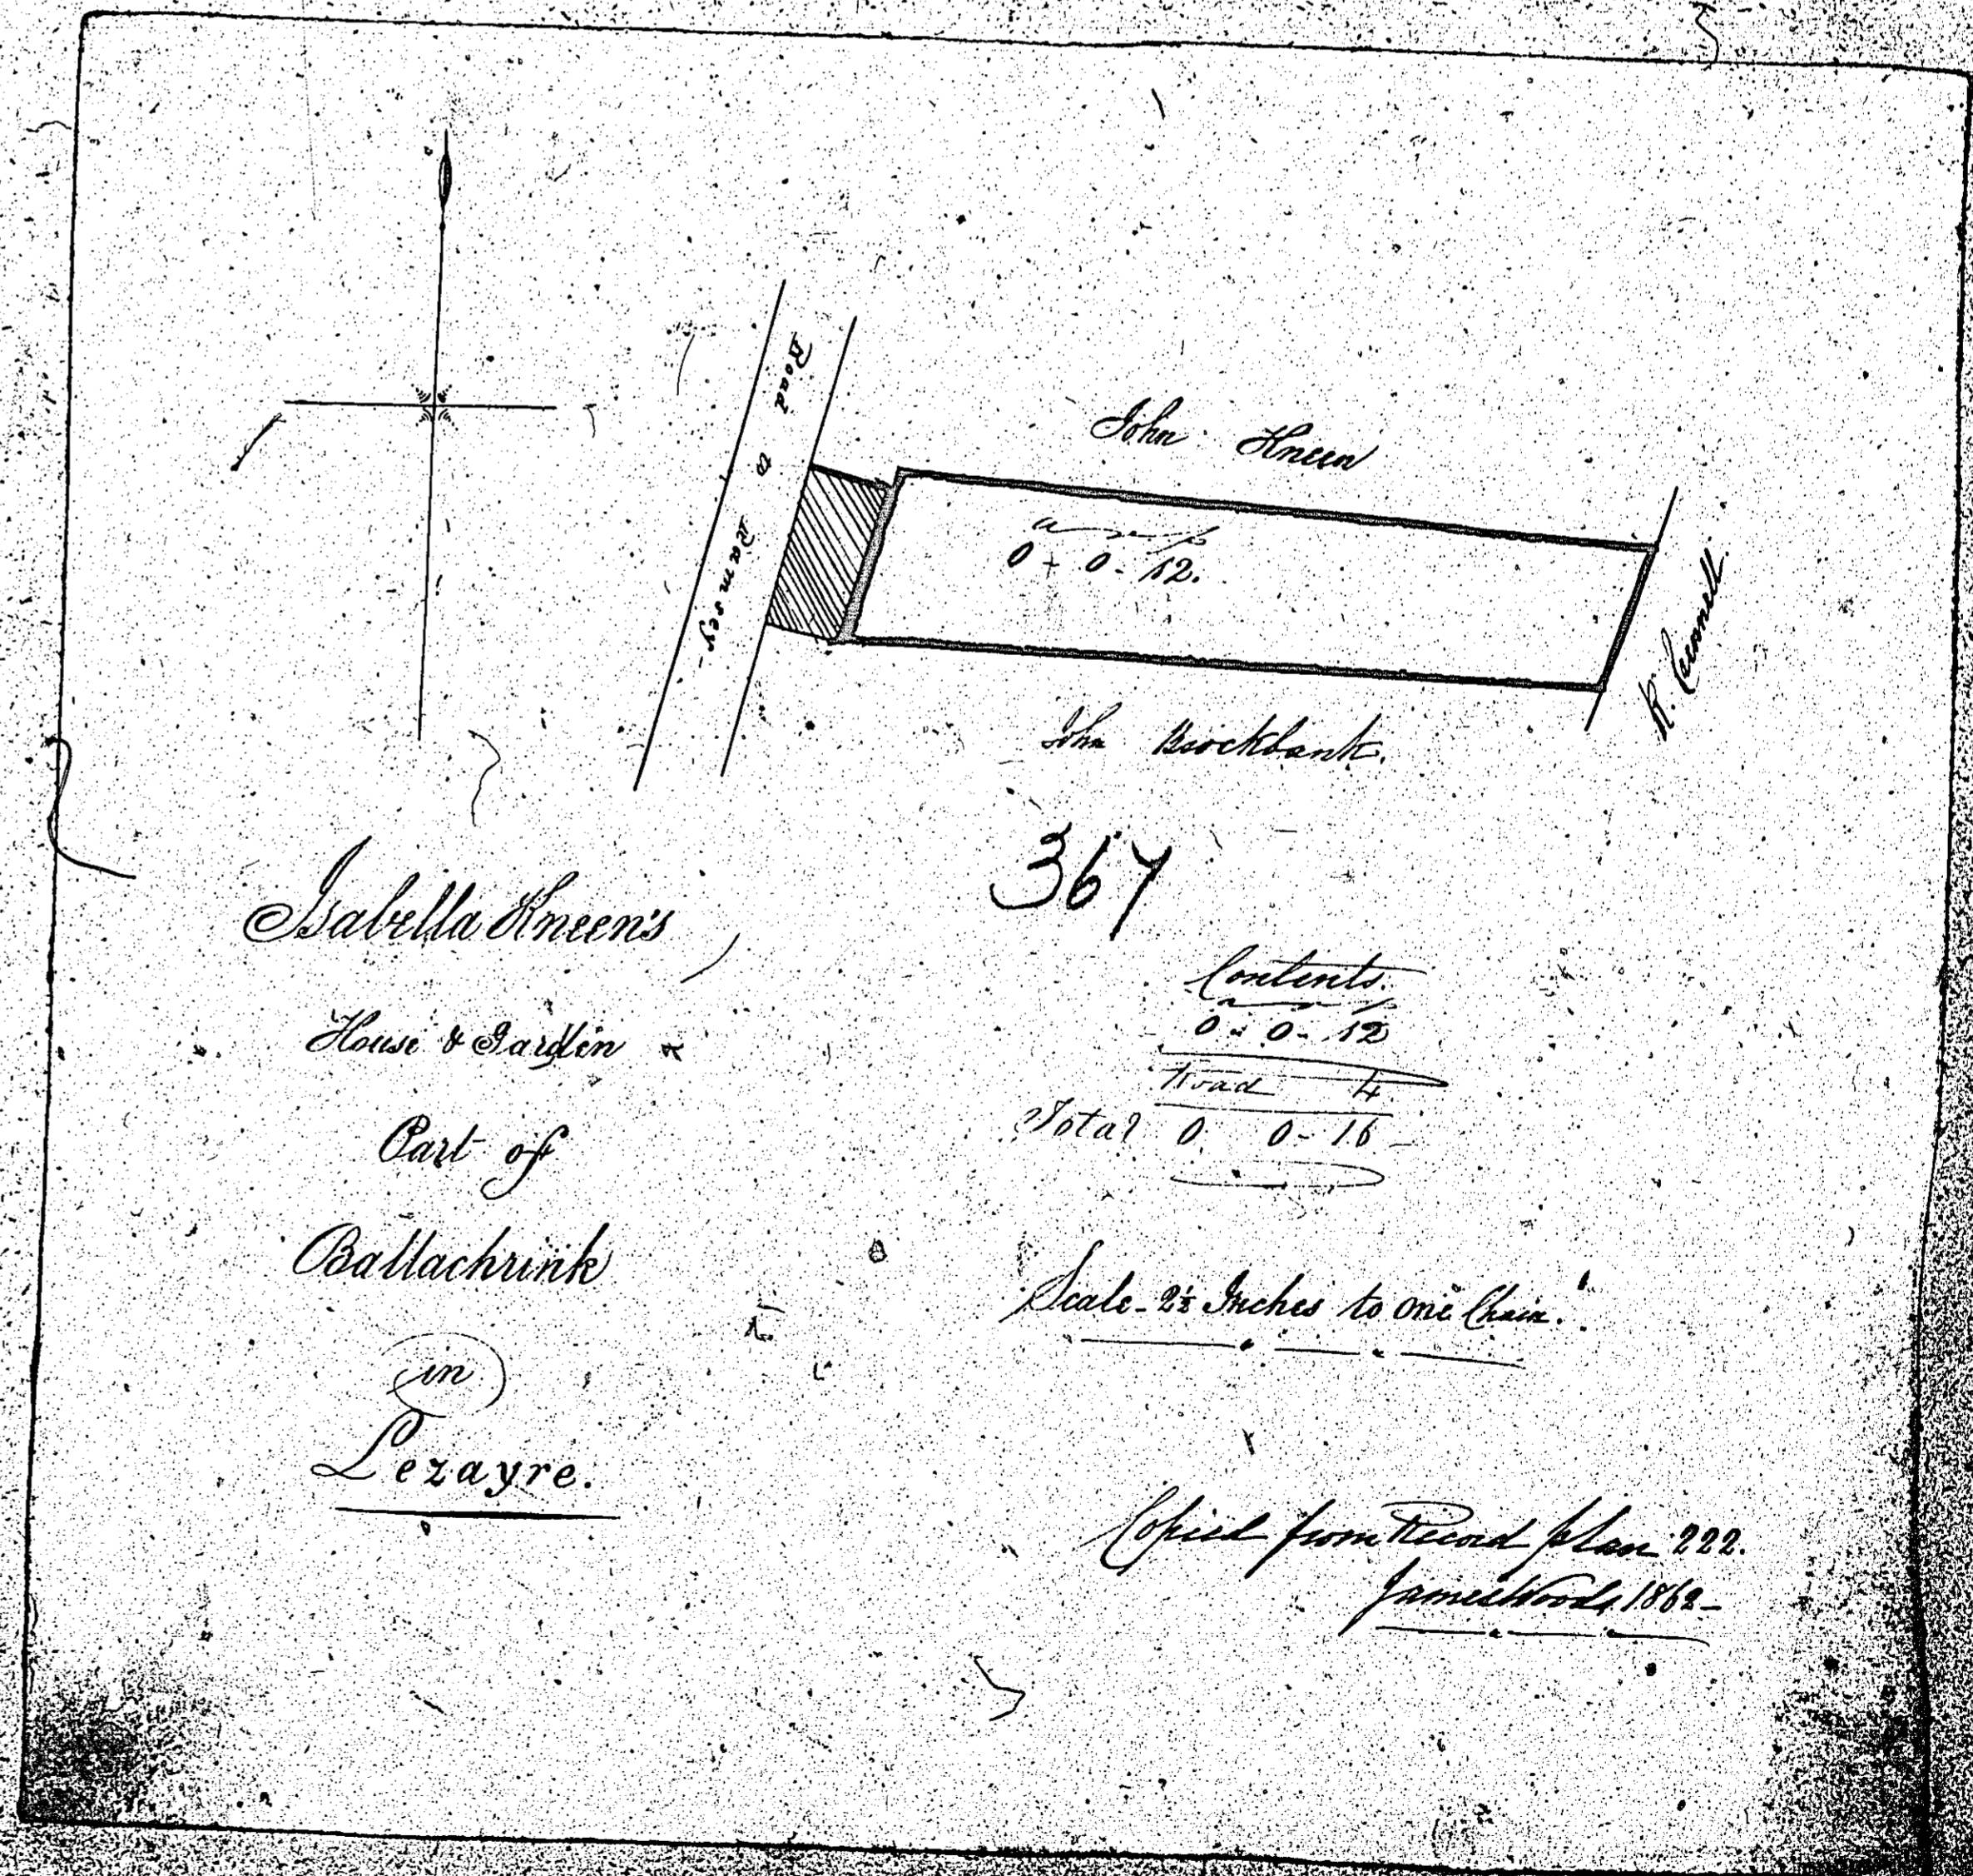 Road to Ramsey -
John Kneen
a r p
0 - 0 - 12.
R. Cannell
John Brockbank.
367
Isabella Kneen's
House & Garden
Part of
Ballachrink
in
Lezayre.
Contents.
a r p
0 - 0 - 12
Road 4
Total 0 0 - 16
Scale - 2½ Inches to one Chain.
Copied from Record plan 222.
James Woods 1862 -